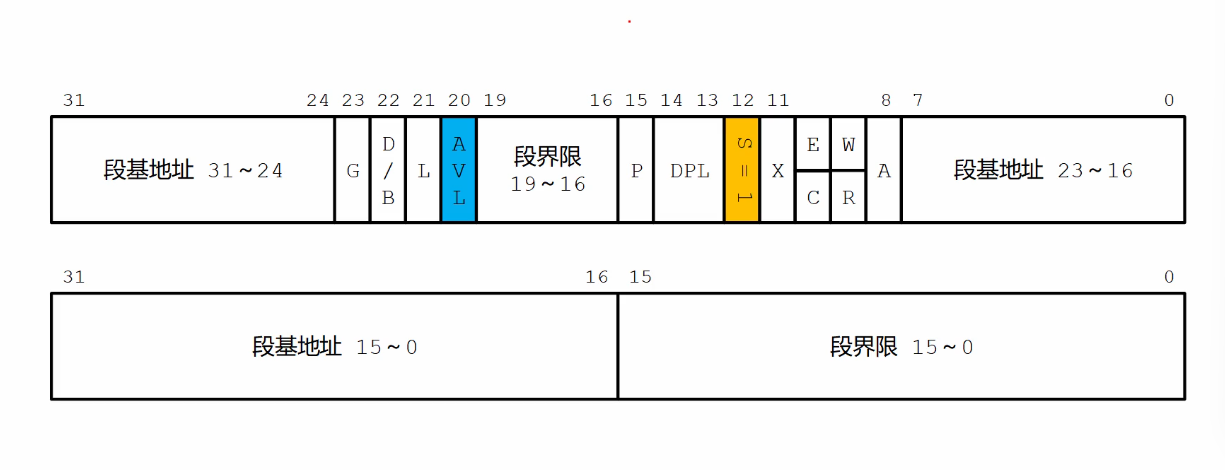 31 24 23 22 21 20 19 16 15 14 13 12 11 8 7 0
段基地址 31~24 G D/B L AVL 段界限 19~16 P DPL S=1 X E W C R A 段基地址 23~16
31 16 15 0
段基地址 15~0 段界限 15~0